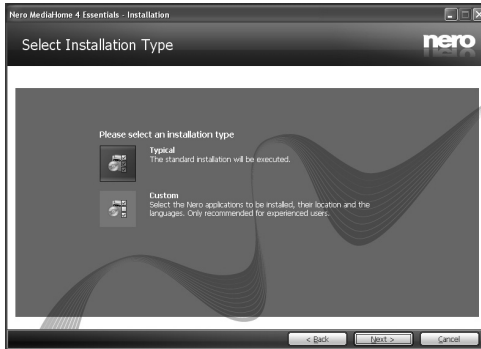 Nero MediaHome 4 Essentials - Installation
Select Installation Type
nero
Please select an installation type
Typical
The standard installation will be executed.
Custom
Select the Nero applications to be installed, their location and the
languages. Only recommended for experienced users.
< Back
Next >
Cancel